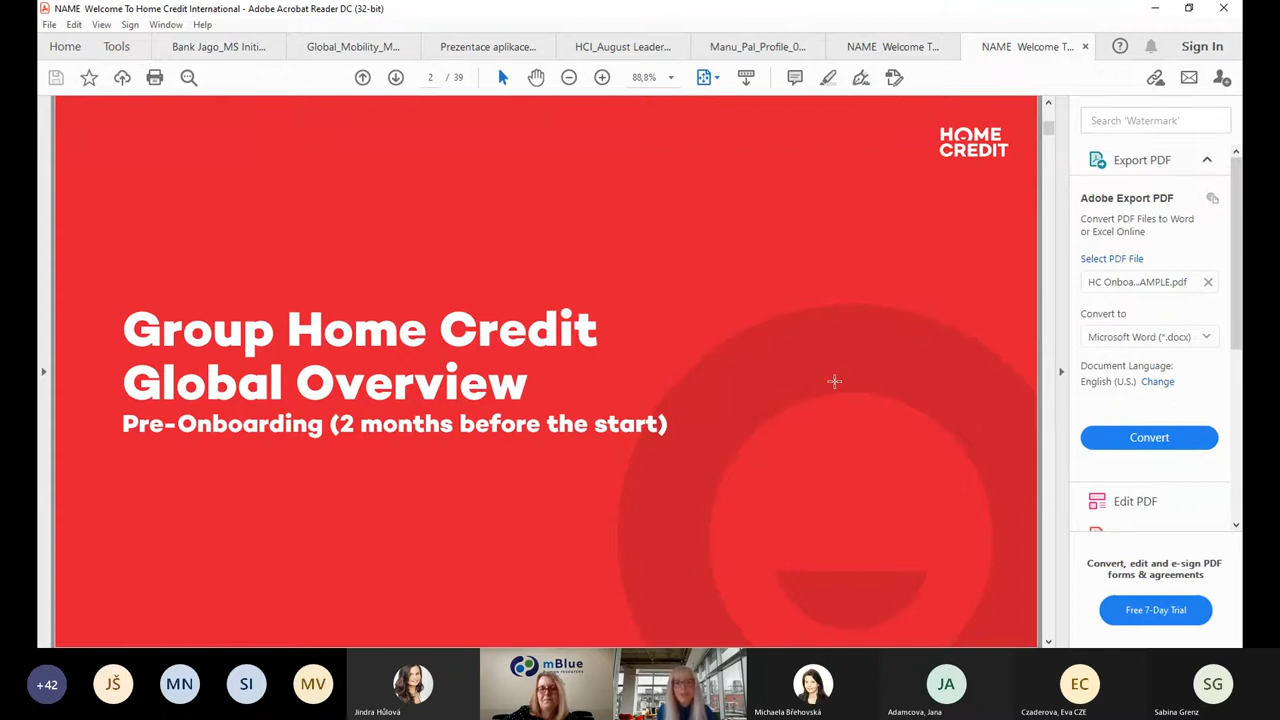 NAME Welcome To Home Credit International - Adobe Acrobat Reader DC (32-bit)
File Edit View Sign Window Help
Home Tools Bank Jago_MS Initi... Global_Mobility_M... Prezentace aplikace... HCI_August Leader... Manu_Pal_Profile_0... NAME Welcome T... NAME Welcome T... × Sign In
2 / 39 88,8%
HOME
CREDIT
Group Home Credit
Global Overview
Pre-Onboarding (2 months before the start)
Search 'Watermark'
Export PDF
Adobe Export PDF
Convert PDF Files to Word
or Excel Online
Select PDF File
HC Onboa...AMPLE.pdf
Convert to
Microsoft Word (*.docx)
Document Language:
English (U.S.) Change
Convert
Edit PDF
Convert, edit and e-sign PDF
forms & agreements
Free 7-Day Trial
+42 JŠ MN SI MV mBlue JA EC SG
human resources
Jindra Hůlová Michaela Břehovská Adamcova, Jana Czaderova, Eva CZE Sabina Grenz